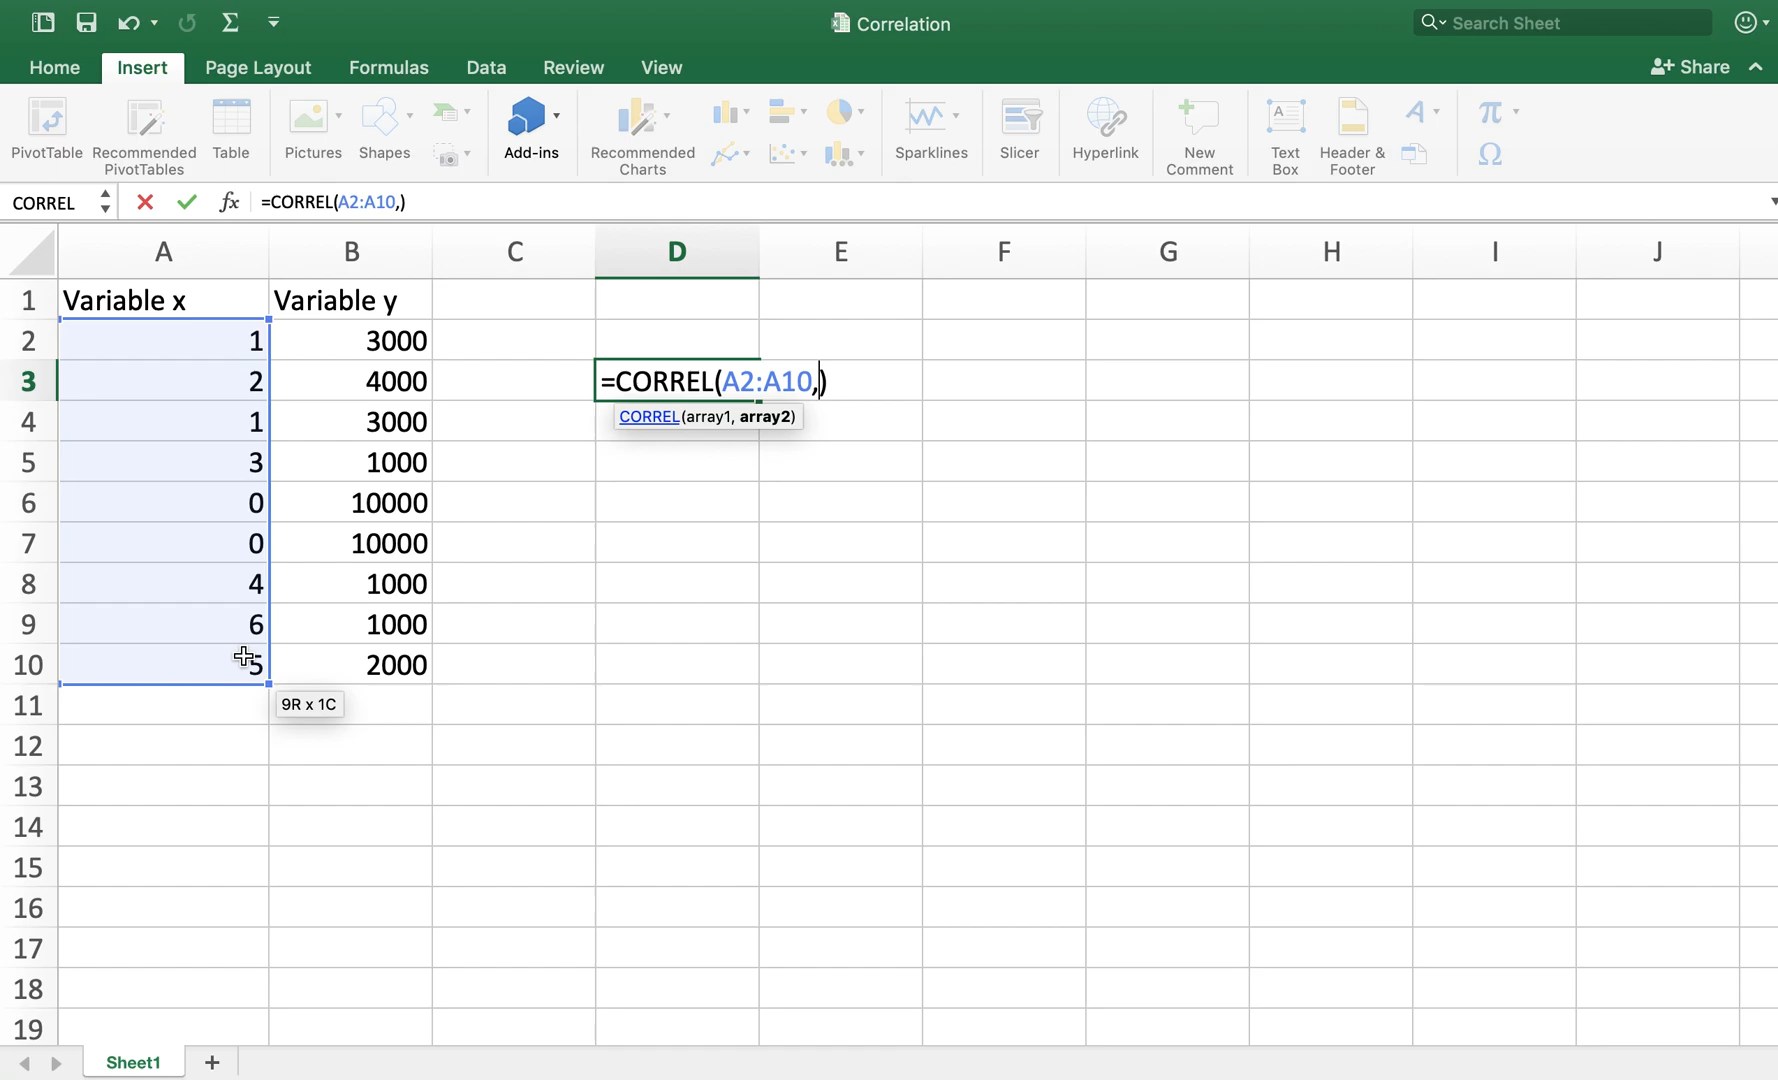 Correlation
Search Sheet
Home Insert Page Layout Formulas Data Review View
Share
PivotTable
Recommended
PivotTables
Table
Pictures
Shapes
Add-ins
Recommended
Charts
Sparklines
Slicer
Hyperlink
New
Comment
Text
Box
Header &
Footer
CORREL
fx
=CORREL(A2:A10,)
A B C D E F G H I J
1 Variable x Variable y
2 1 3000
3 2 4000 =CORREL(A2:A10,)
CORREL(array1, array2)
4 1 3000
5 3 1000
6 0 10000
7 0 10000
8 4 1000
9 6 1000
10 5 2000
9R x 1C
11
12
13
14
15
16
17
18
19
Sheet1